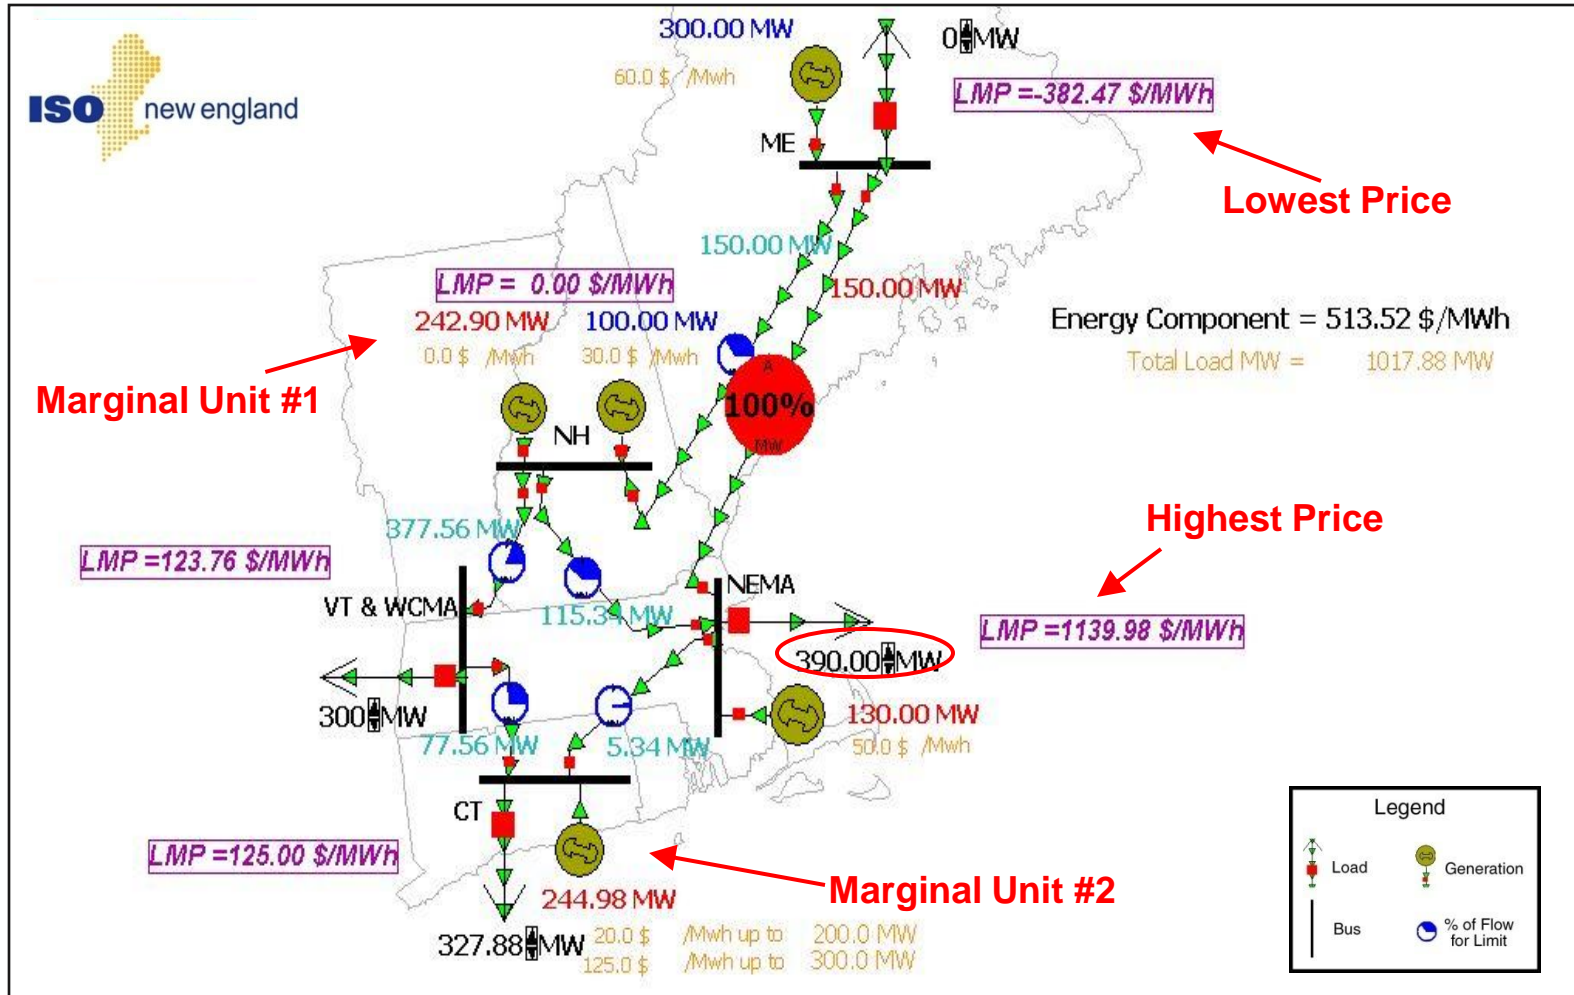 300.00 MW
0 MW
60.0 $ /Mwh
LMP =-382.47 $/MWh
ISO new england
ME
Lowest Price
150.00 MW
LMP = 0.00 $/MWh
150.00 MW
242.90 MW 100.00 MW
Energy Component = 513.52 $/MWh
0.0 $ /Mwh 30.0 $ /Mwh
Total Load MW = 1017.88 MW
A
Marginal Unit #1
100%
NH
MW
377.56 MW
Highest Price
LMP =123.76 $/MWh
NEMA
VT & WCMA
115.34 MW
LMP =1139.98 $/MWh
390.00 MW
300 MW
130.00 MW
77.56 MW 5.34 MW
50.0 $ /Mwh
CT
Legend
LMP =125.00 $/MWh
Load
Generation
Marginal Unit #2
244.98 MW
Bus
% of Flow
for Limit
327.88 MW
20.0 $ /Mwh up to 200.0 MW
125.0 $ /Mwh up to 300.0 MW